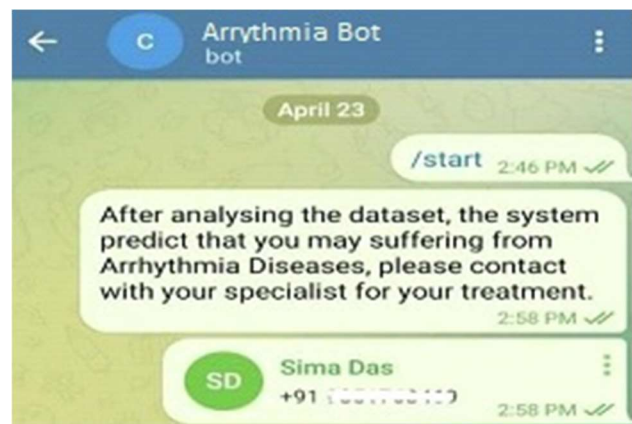 C
Arrythmia Bot
bot
April 23
/start 2:46 PM
After analysing the dataset, the system
predict that you may suffering from
Arrhythmia Diseases, please contact
with your specialist for your treatment.
2:58 PM
SD
Sima Das
+91
2:58 PM